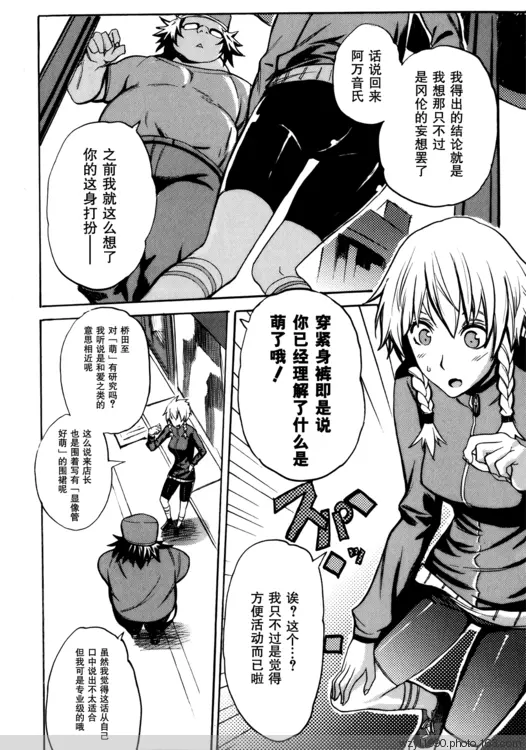 我得出的结论就是
我想那只不过
是冈伦的妄想罢了
话说回来
阿万音氏
之前我就这么想了
你的这身打扮
——
穿紧身裤即是说
你已经理解了什么是
萌了哦！
诶？这个…？
我只不过是觉得
方便活动而已啦
桥田至
对「萌」有研究吗？
我听说是和爱之类的
意思相近呢
这么说来店长
也是围着写有「显像管
好萌」的围裙呢
虽然我觉得这话从自己
口中说出不太适合
但我可是专业级的哦